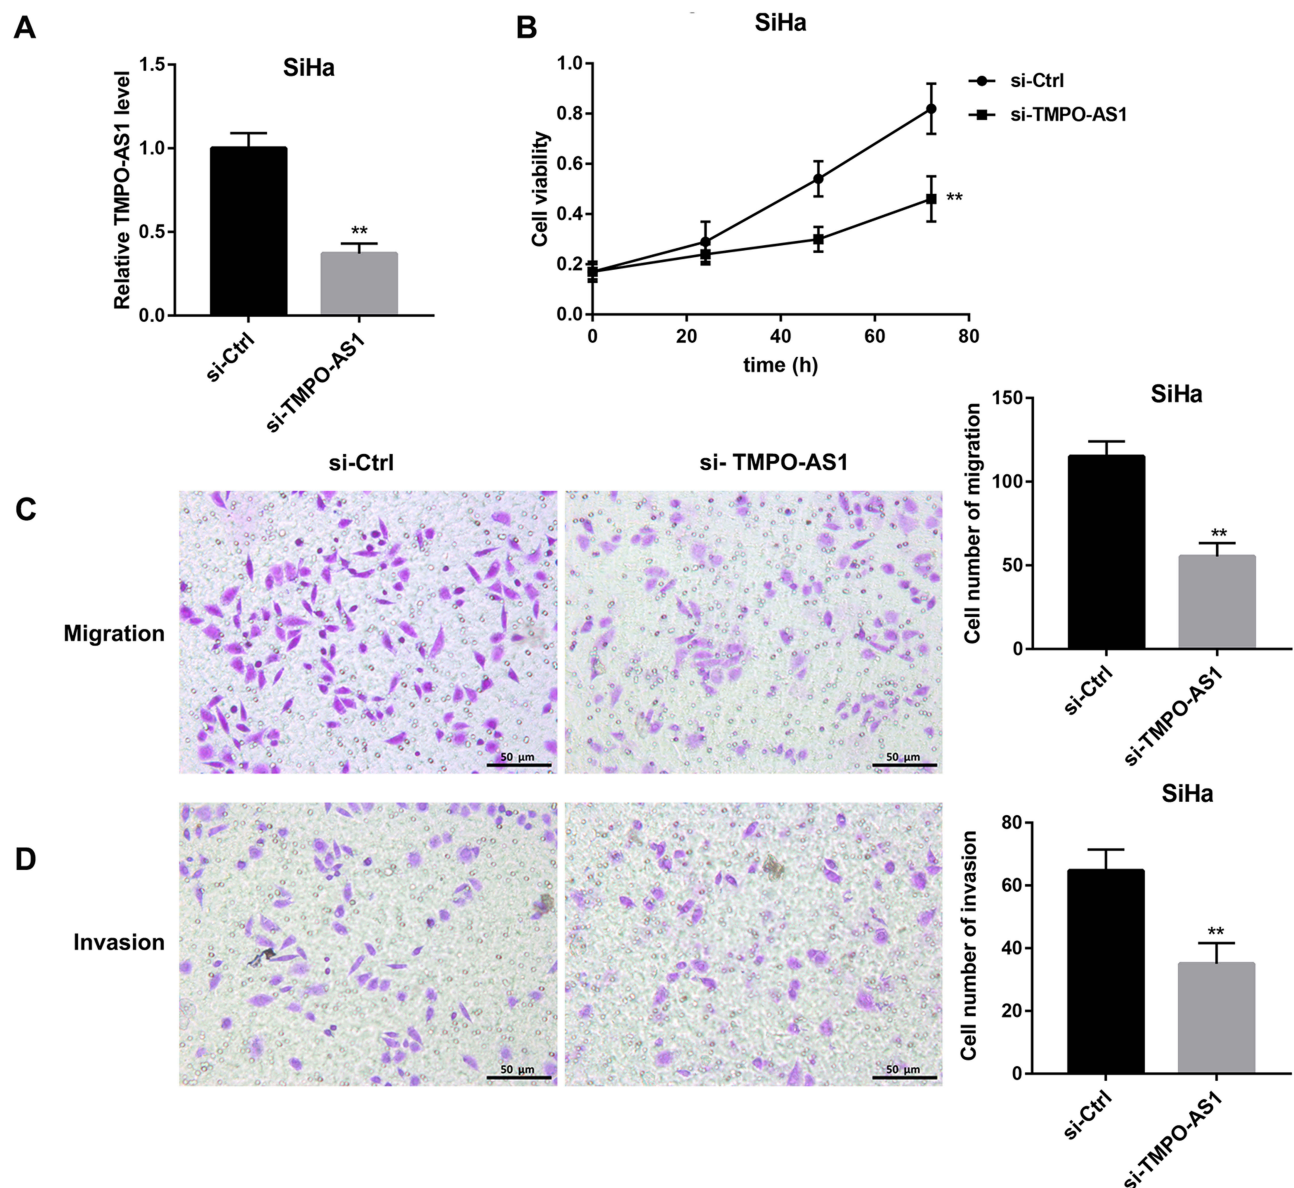 A
SiHa
Relative TMPO-AS1 level
1.5
1.0
0.5
0.0
**
si-Ctrl
si-TMPO-AS1
B
SiHa
Cell viability
1.0
0.8
0.6
0.4
0.2
0.0
0
20
40
60
80
time (h)
**
si-Ctrl
si-TMPO-AS1
C
si-Ctrl
si- TMPO-AS1
Migration
50 µm
50 µm
SiHa
Cell number of migration
150
100
50
0
**
si-Ctrl
si-TMPO-AS1
D
Invasion
50 µm
50 µm
SiHa
Cell number of invasion
80
60
40
20
0
**
si-Ctrl
si-TMPO-AS1